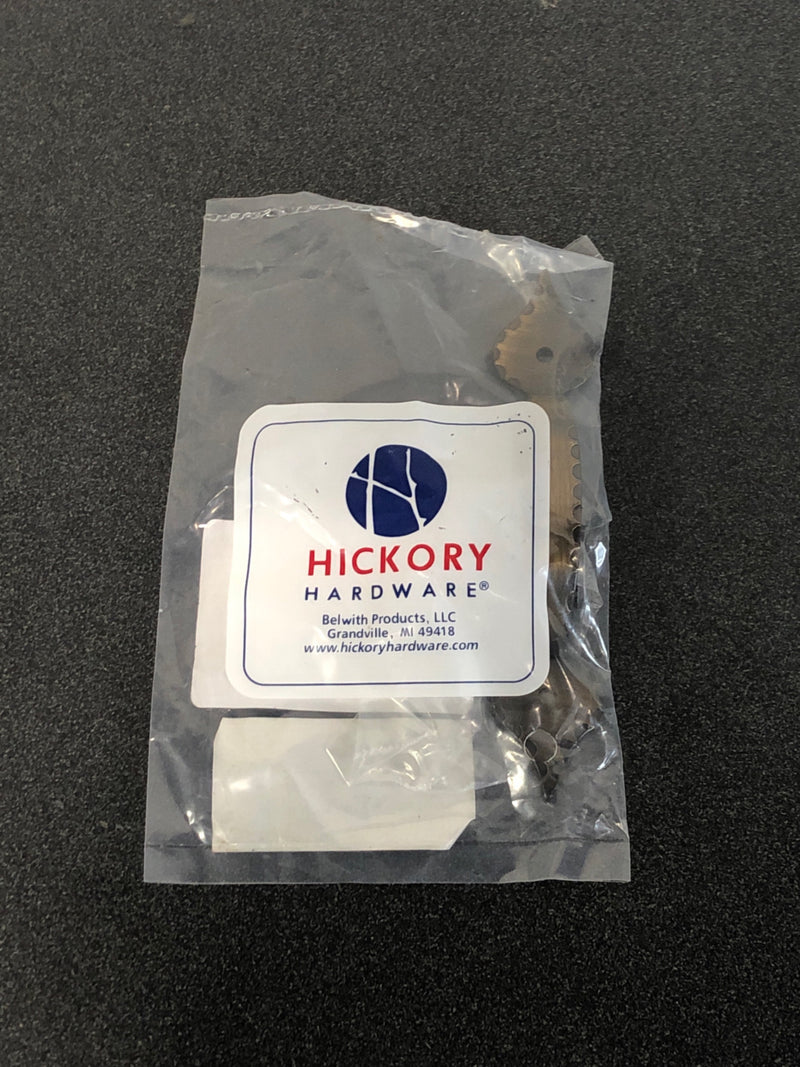 HICKORY
HARDWARE®
Belwith Products, LLC
Grandville, MI 49418
www.hickoryhardware.com